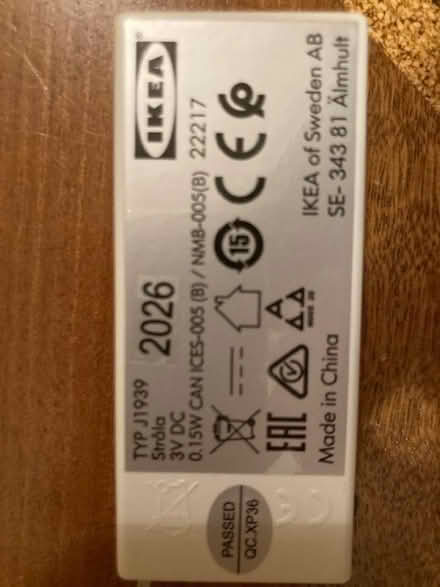 IKEA
TYP J1939
Stråla
3V DC
2026
0.15W CAN ICES-005 (B) / NMB-005(B) 22217
15
CE
EAC
IKEA of Sweden AB
SE- 343 81 Älmhult
Made in China
PASSED
QC.XP36